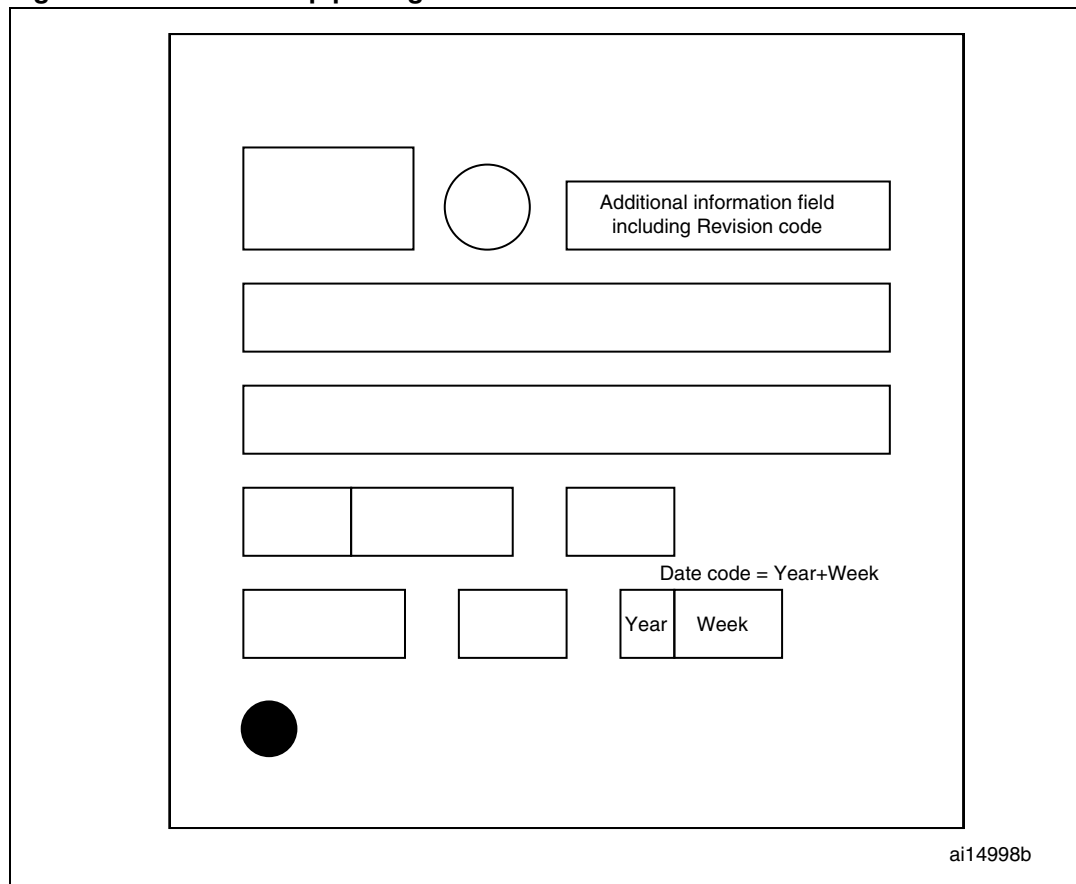 Additional information field
including Revision code
Date code = Year+Week
Year Week
ai14998b